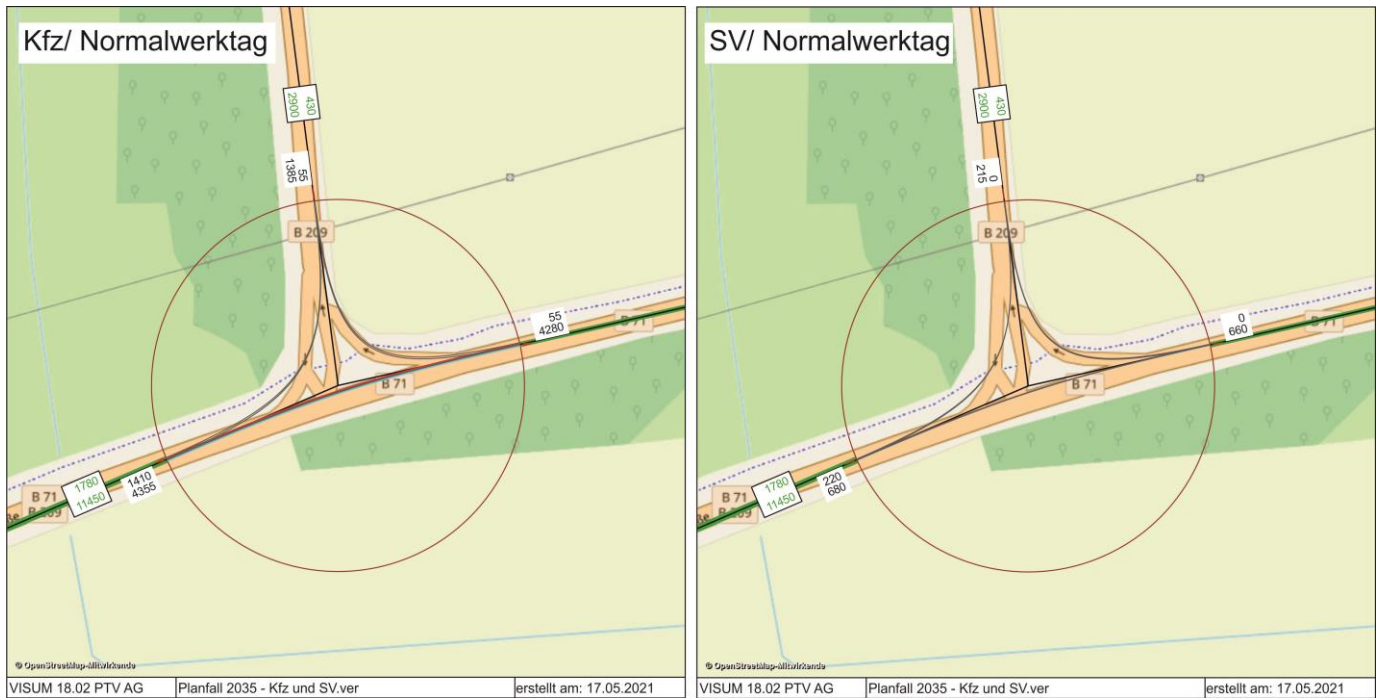 Kfz/ Normalwerktag
430
2900
55
1385
B 209
55
4280
B 71
B 71
1780
11450
1410
4355
B 71
B 209
© OpenStreetMap-Mitwirkende
VISUM 18.02 PTV AG
Planfall 2035 - Kfz und SV.ver
erstellt am: 17.05.2021
SV/ Normalwerktag
430
2900
0
215
B 209
0
660
B 71
B 71
1780
11450
220
680
B 71
B 209
© OpenStreetMap-Mitwirkende
VISUM 18.02 PTV AG
Planfall 2035 - Kfz und SV.ver
erstellt am: 17.05.2021